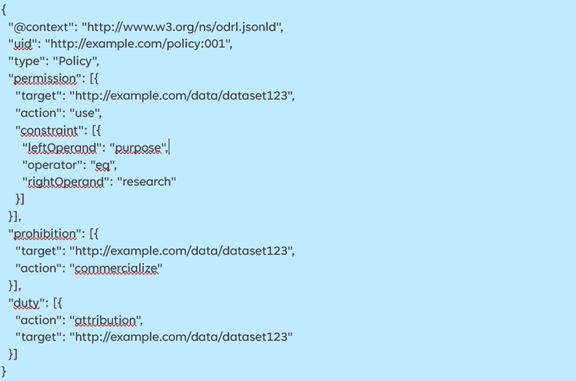 {
"@context": "http://www.w3.org/ns/odrl.jsonld",
"uid": "http://example.com/policy:001",
"type": "Policy",
"permission": [{
"target": "http://example.com/data/dataset123",
"action": "use",
"constraint": [{
"leftOperand": "purpose",
"operator": "eq",
"rightOperand": "research"
}]
}],
"prohibition": [{
"target": "http://example.com/data/dataset123",
"action": "commercialize"
}],
"duty": [{
"action": "attribution",
"target": "http://example.com/data/dataset123"
}]
}